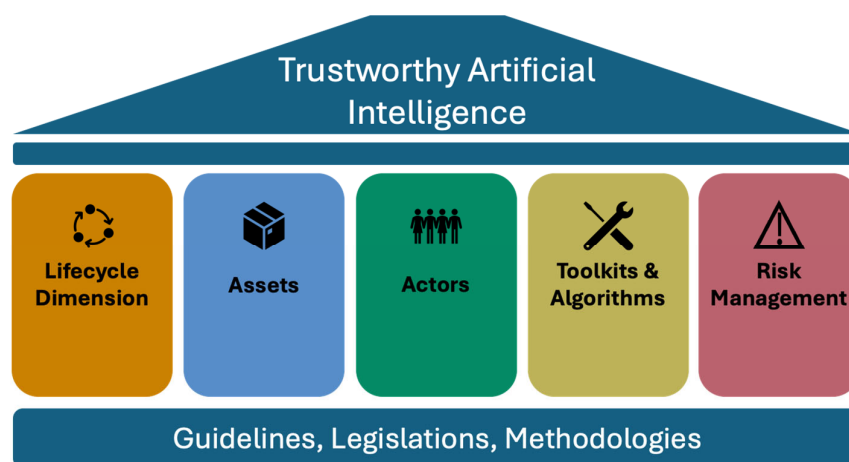 Trustworthy Artificial
Intelligence
Lifecycle
Dimension
Assets
Actors
Toolkits &
Algorithms
Risk
Management
Guidelines, Legislations, Methodologies